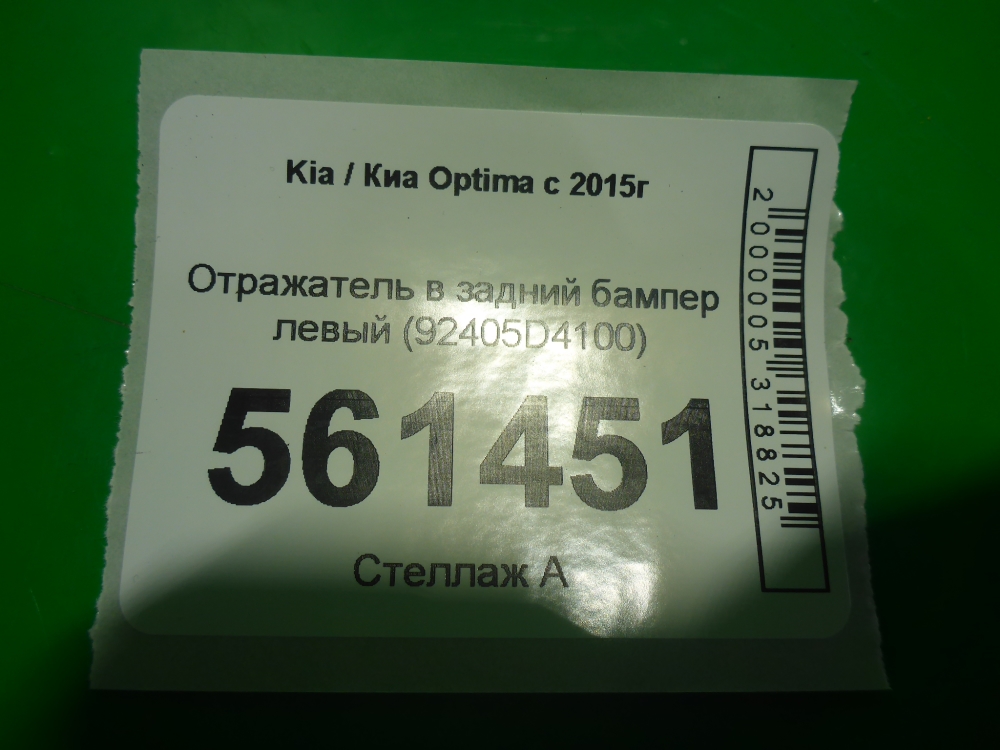 Kia / Киа Optima с 2015г
Отражатель в задний бампер
левый (92405D4100)
561451
Стеллаж А
2000005318825